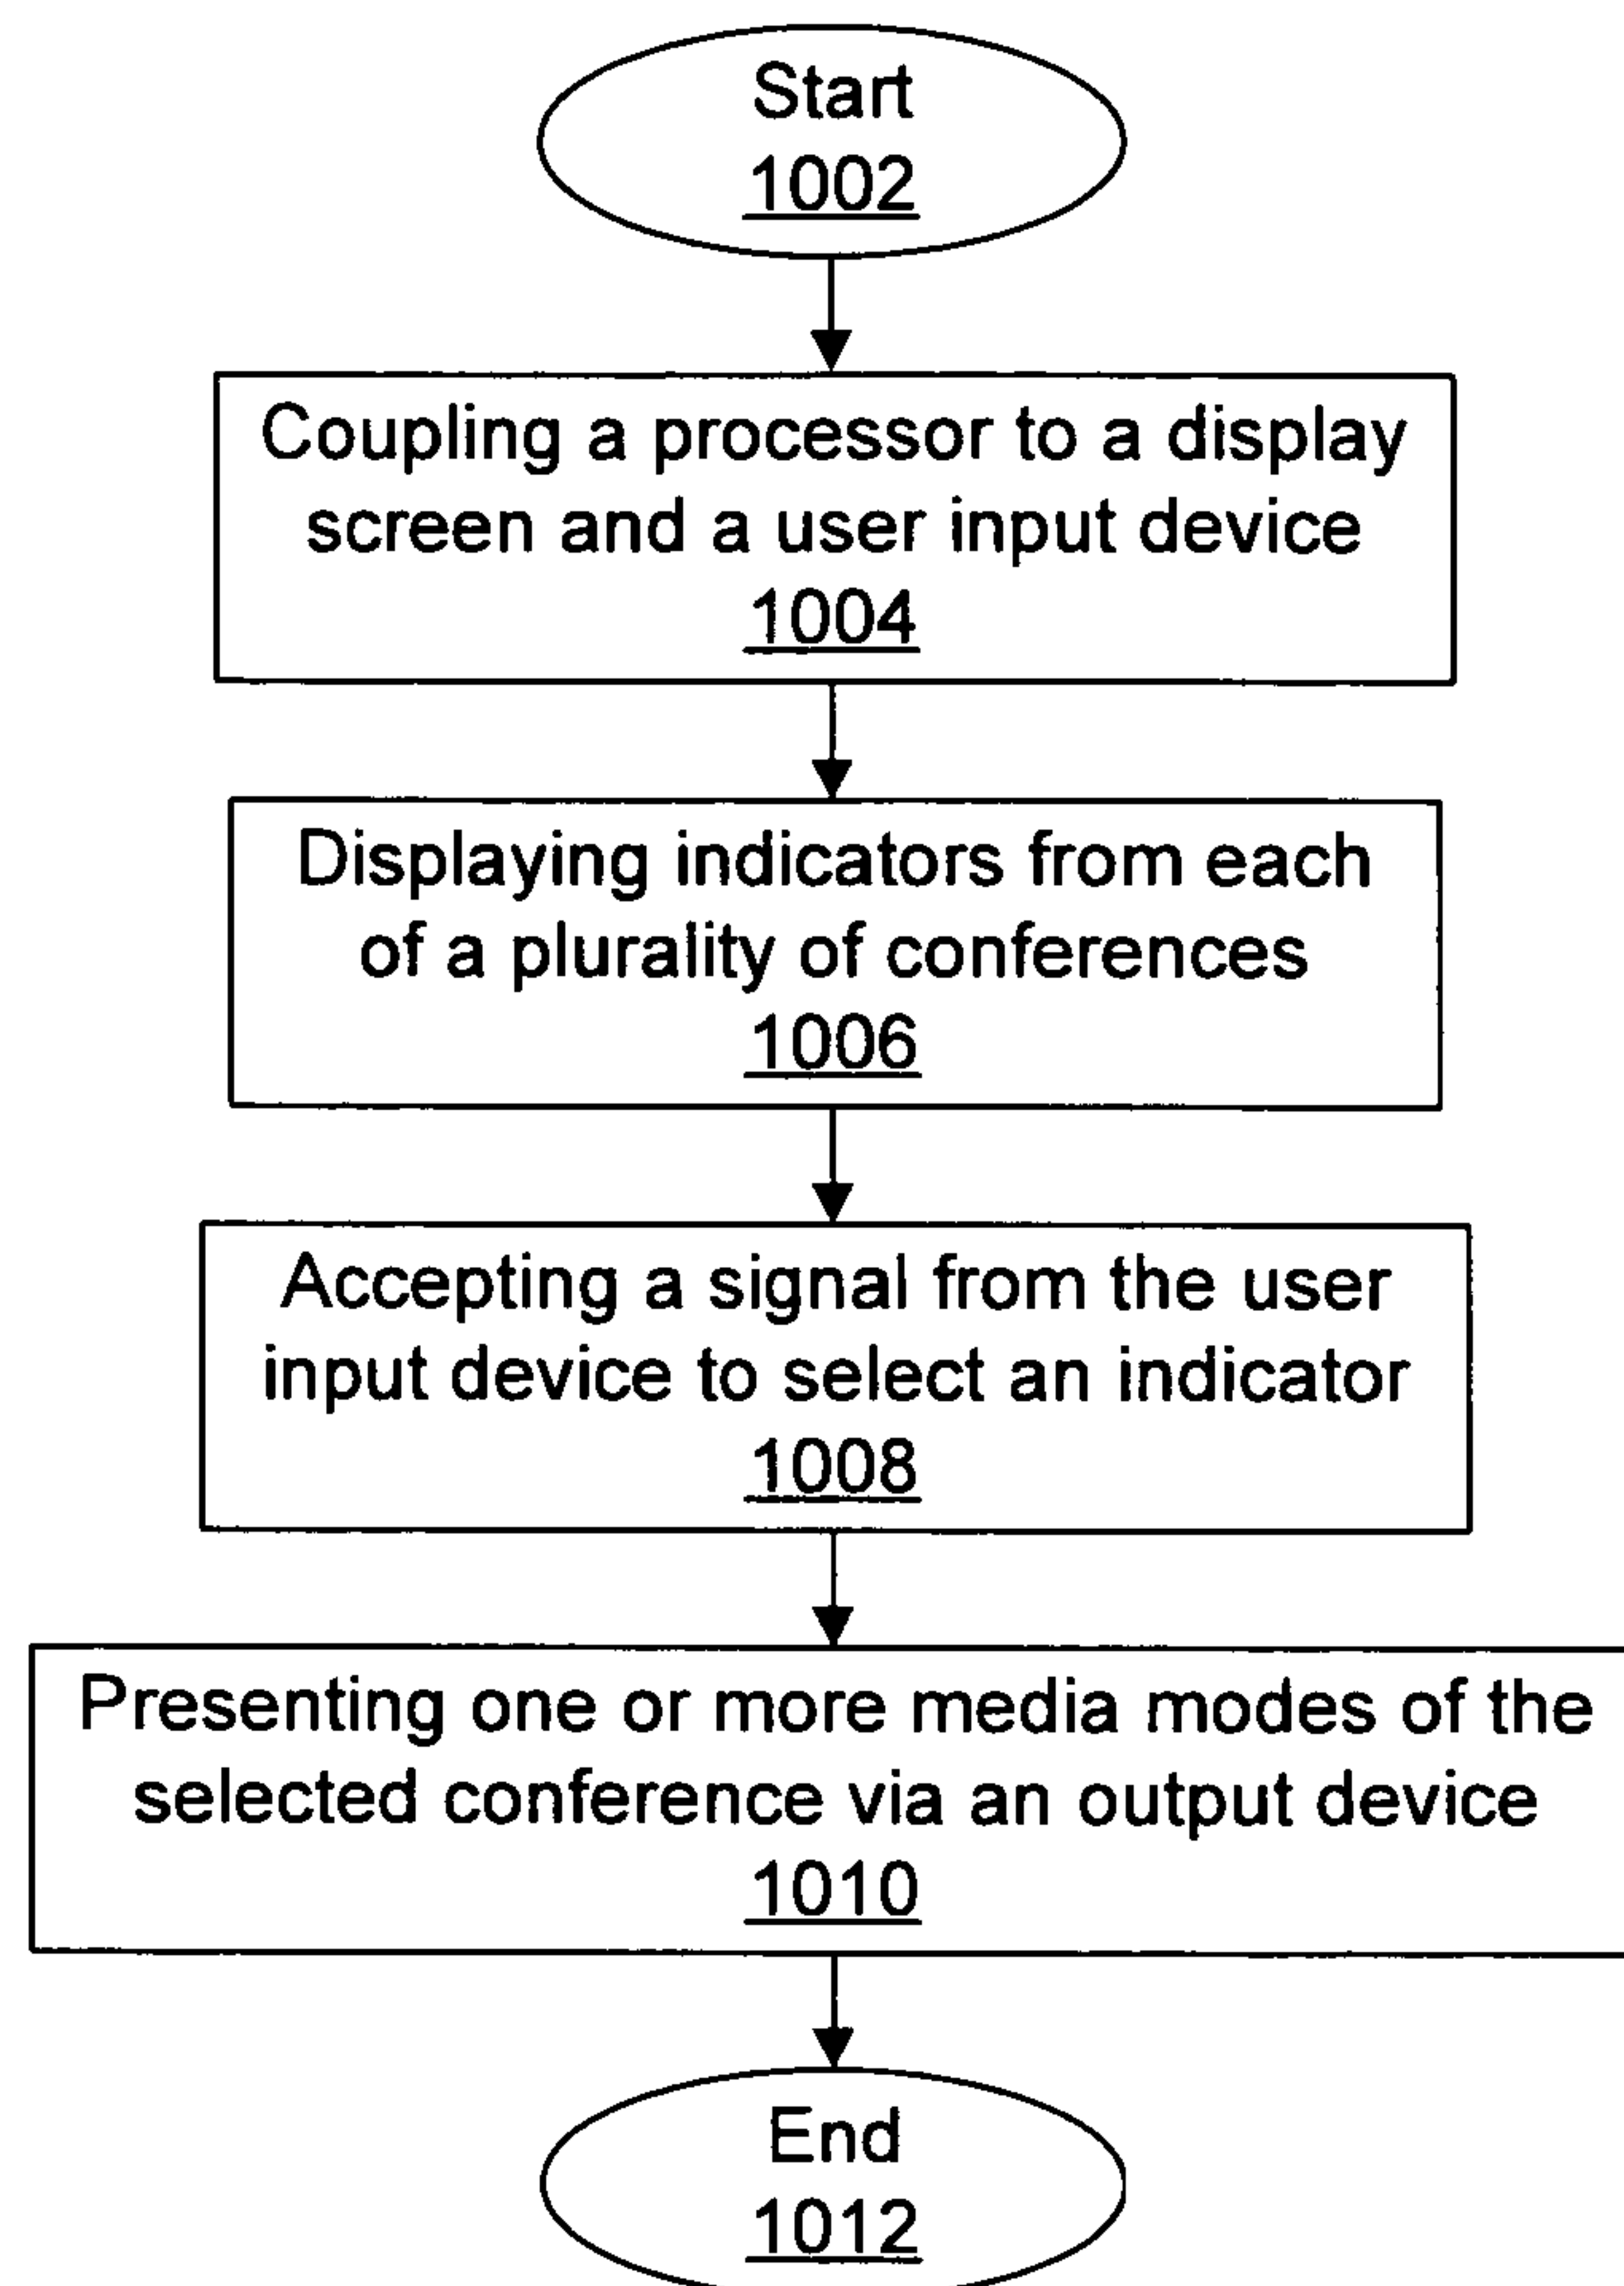 Start
1002
Coupling a processor to a display
screen and a user input device
1004
Displaying indicators from each
of a plurality of conferences
1006
Accepting a signal from the user
input device to select an indicator
1008
Presenting one or more media modes of the
selected conference via an output device
1010
End
1012